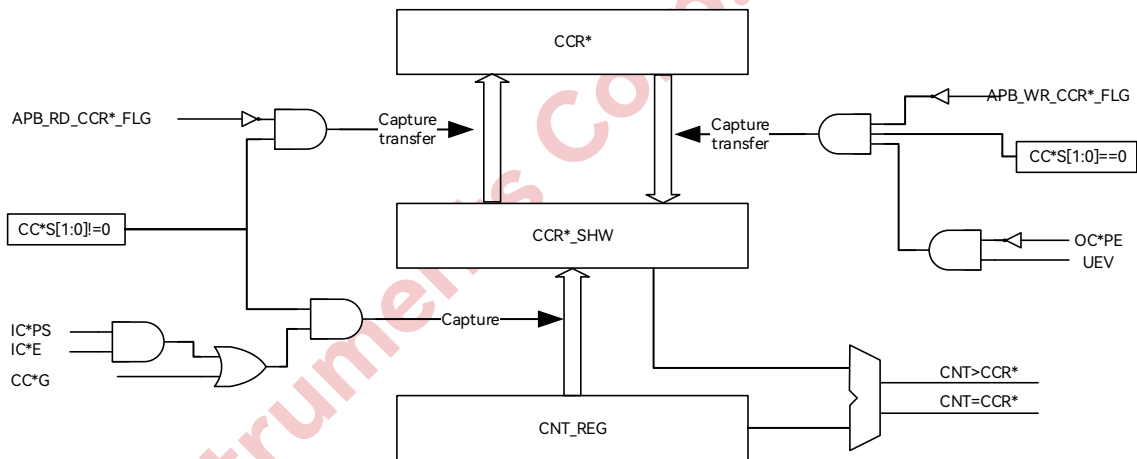 CCR*
APB_RD_CCR*_FLG
Capture
transfer
Capture
transfer
APB_WR_CCR*_FLG
CC*S[1:0]==0
CC*S[1:0]!=0
CCR*_SHW
OC*PE
UEV
IC*PS
IC*E
CC*G
Capture
CNT>CCR*
CNT=CCR*
CNT_REG